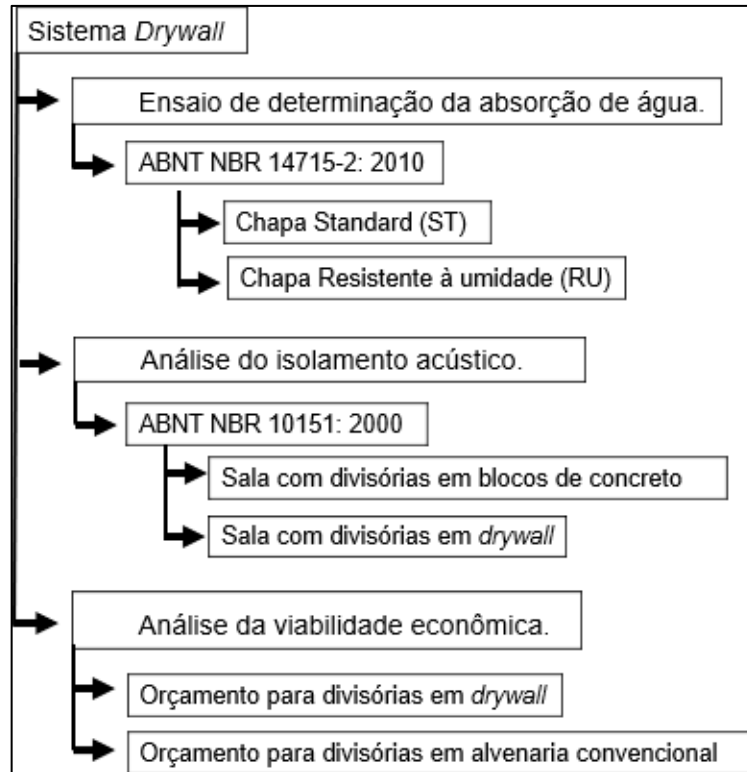 Sistema Drywall
Ensaio de determinação da absorção de água.
ABNT NBR 14715-2: 2010
Chapa Standard (ST)
Chapa Resistente à umidade (RU)
Análise do isolamento acústico.
ABNT NBR 10151: 2000
Sala com divisórias em blocos de concreto
Sala com divisórias em drywall
Análise da viabilidade econômica.
Orçamento para divisórias em drywall
Orçamento para divisórias em alvenaria convencional